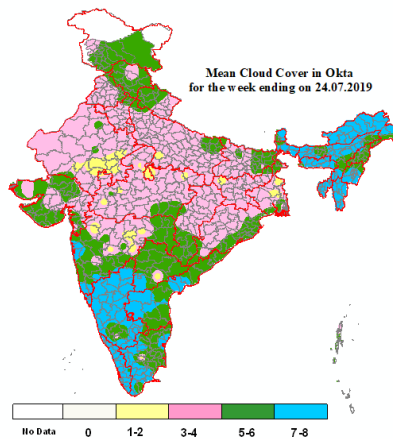 Mean Cloud Cover in Okta
for the week ending on 24.07.2019
No Data 0 1-2 3-4 5-6 7-8